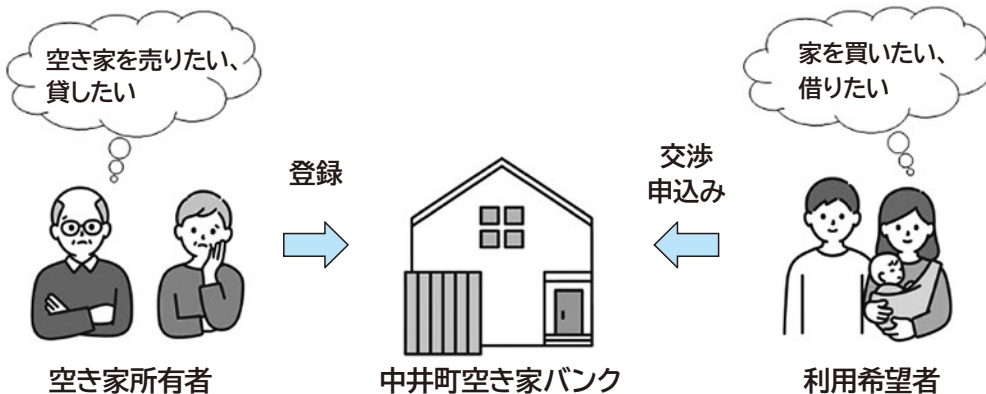 空き家を売りたい、
貸したい
家を買いたい、
借りたい
登録
交渉
申込み
空き家所有者
中井町空き家バンク
利用希望者